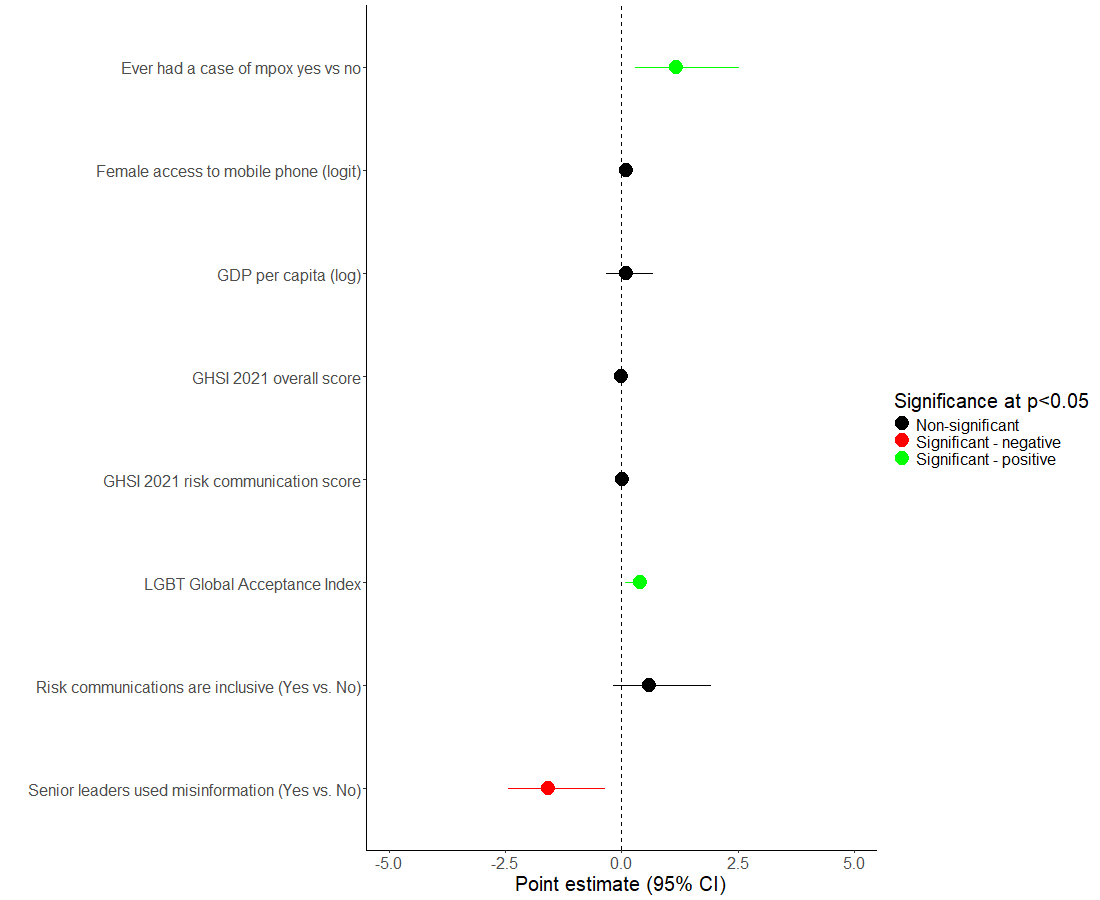 Ever had a case of mpox yes vs no
Female access to mobile phone (logit)
GDP per capita (log)
GHSI 2021 overall score
GHSI 2021 risk communication score
LGBT Global Acceptance Index
Risk communications are inclusive (Yes vs. No)
Senior leaders used misinformation (Yes vs. No)
-5.0 -2.5 0.0 2.5 5.0
Point estimate (95% CI)
Significance at p<0.05
Non-significant
Significant - negative
Significant - positive